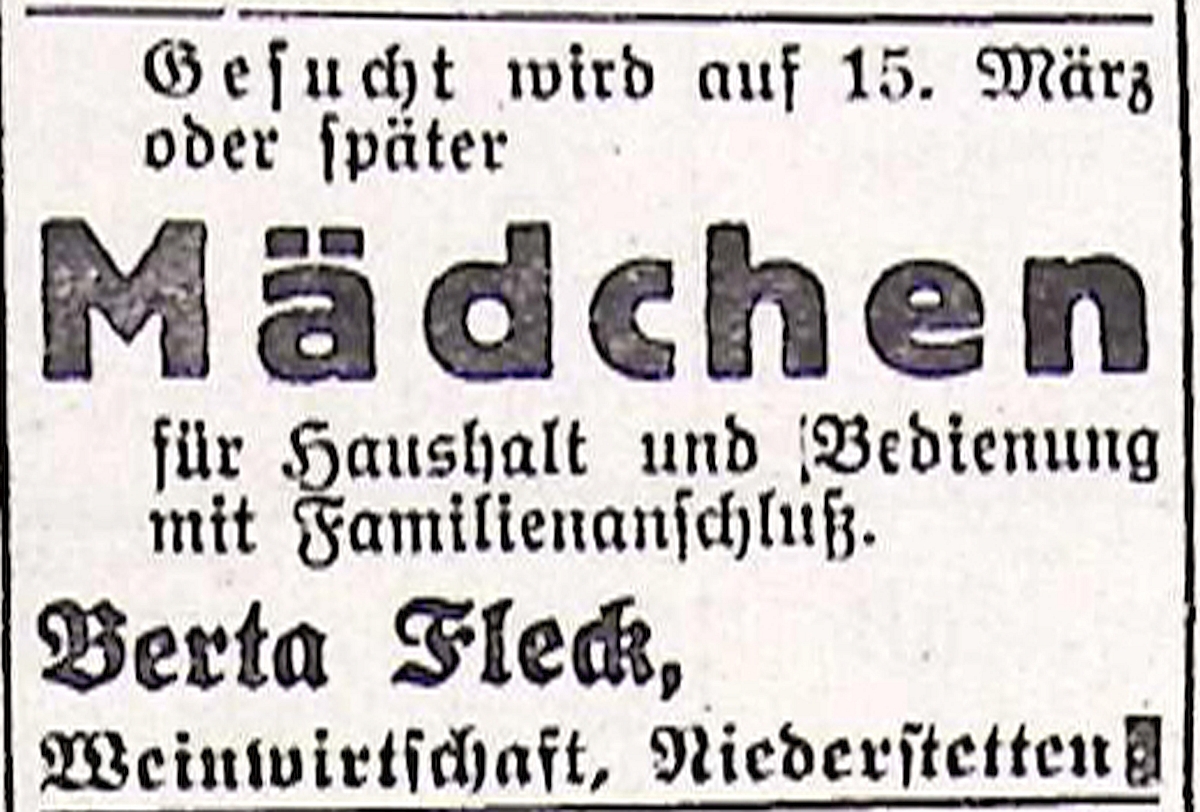 Gesucht wird auf 15. März
oder später
Mädchen
für Haushalt und Bedienung
mit Familienanschluß.
Berta Fleck,
Weinwirtschaft, Niederstetten